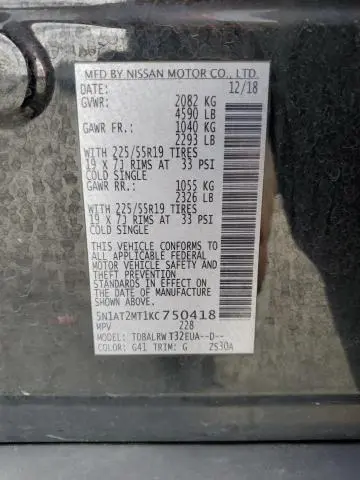 MFD BY NISSAN MOTOR CO., LTD.
DATE: 12/18
GVWR: 2082 KG
4590 LB
GAWR FR.: 1040 KG
2293 LB
WITH 225/55R19 TIRES
19 X 7J RIMS AT 33 PSI
COLD SINGLE
GAWR RR.: 1055 KG
2326 LB
WITH 225/55R19 TIRES
19 X 7J RIMS AT 33 PSI
COLD SINGLE
THIS VEHICLE CONFORMS TO
ALL APPLICABLE FEDERAL
MOTOR VEHICLE SAFETY AND
THEFT PREVENTION
STANDARDS IN EFFECT ON THE
DATE OF MANUFACTURE
SHOWN ABOVE.
5N1AT2MT1KC750418
MPV 228
MODEL: TDBALRWT32EUA--D--
COLOR: G41 TRIM: G 2S30A